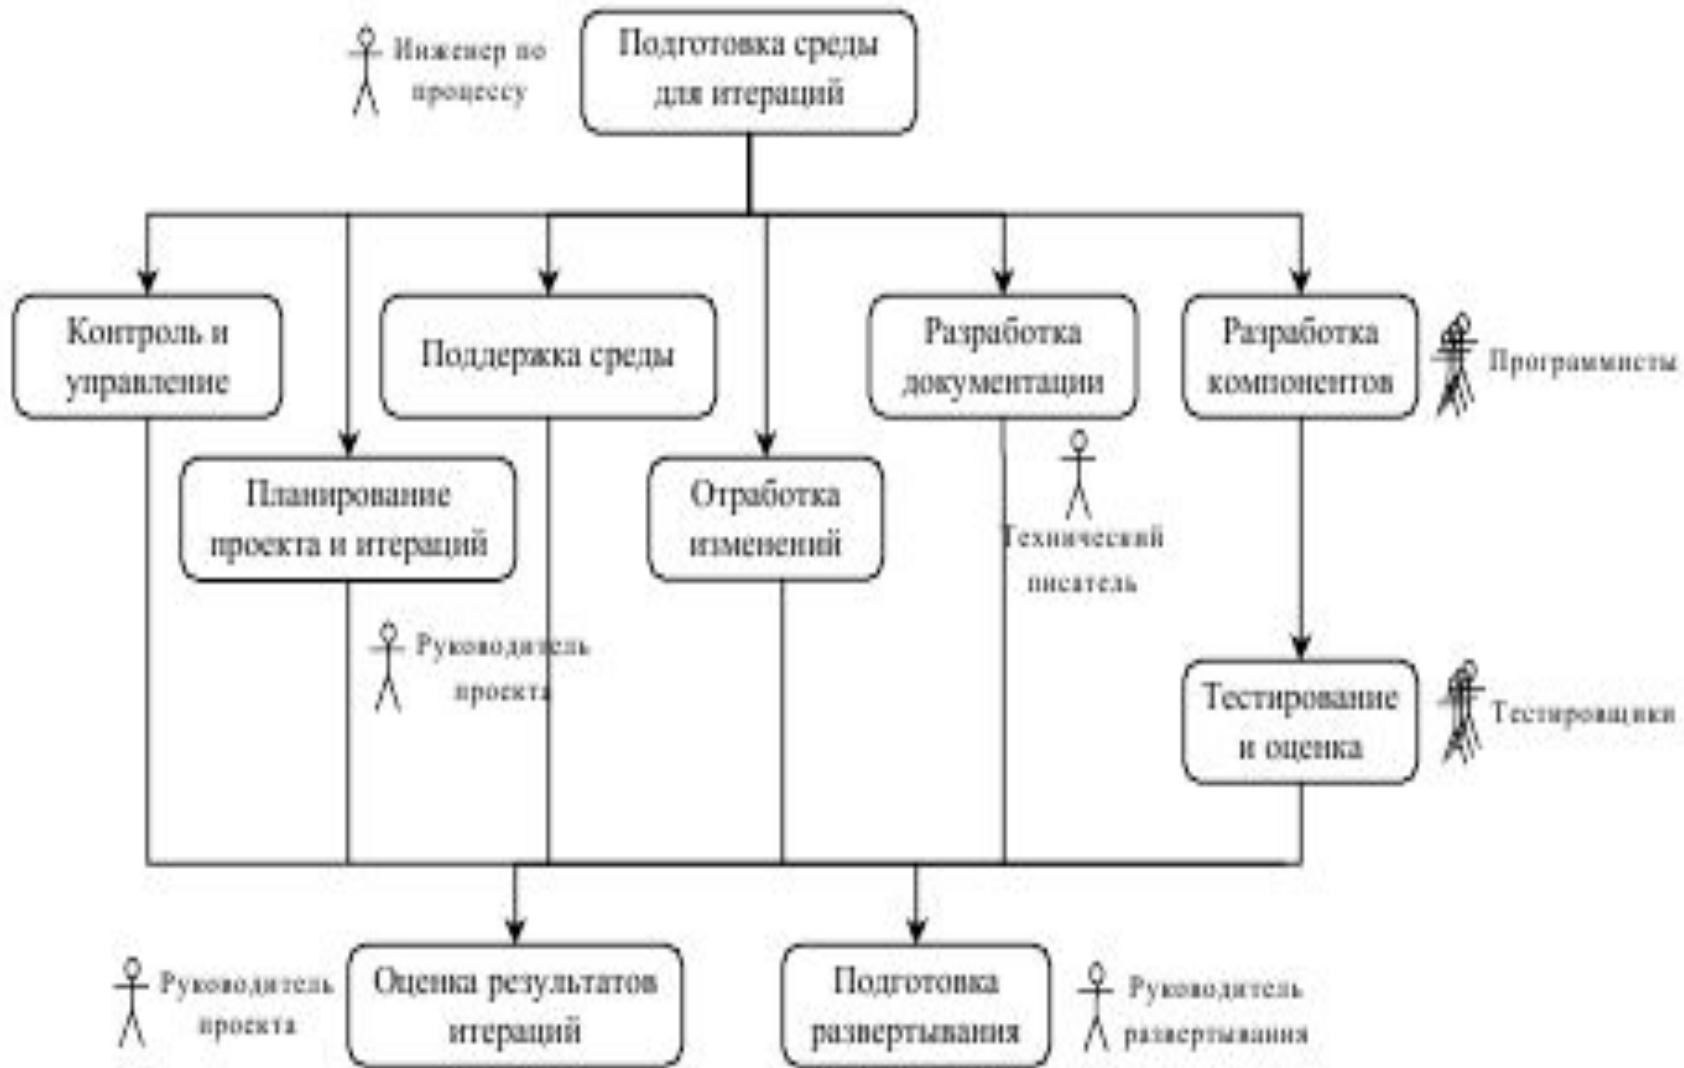 Инженер по
процессу
Подготовка среды
для итераций
Контроль и
управление
Поддержка среды
Разработка
документации
Разработка
компонентов
Программисты
Планирование
проекта и итераций
Отработка
изменений
Технический
писатель
Руководитель
проекта
Тестирование
и оценка
Тестировщики
Руководитель
проекта
Оценка результатов
итераций
Подготовка
развертывания
Руководитель
развертывания